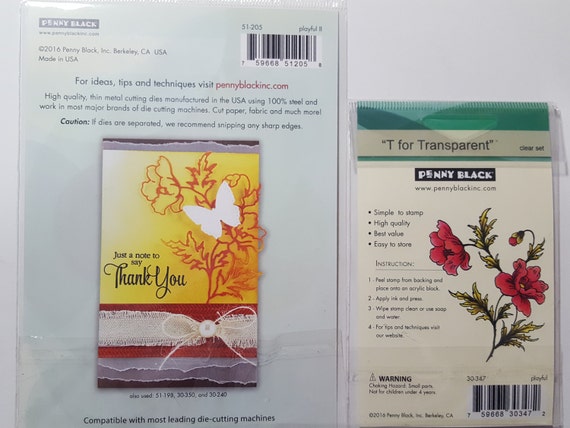 PENNY BLACK
www.pennyblackinc.com
51-205
playful II
©2016 Penny Black, Inc. Berkeley, CA USA
Made in USA
7 59668 51205 8
For ideas, tips and techniques visit pennyblackinc.com
High quality, thin metal cutting dies manufactured in the USA using 100% steel and
work in most major brands of die cutting machines. Cut paper, fabric and much more!
Caution: If dies are separated, we recommend snipping any sharp edges.
Just a note to
say
Thank You
also used: 51-198, 30-350, and 30-240
Compatible with most leading die-cutting machines
"T for Transparent"
clear set
PENNY BLACK
www.pennyblackinc.com
• Simple to stamp
• High quality
• Best value
• Easy to store
INSTRUCTION:
1 - Peel stamp from backing and
place onto an acrylic block.
2 - Apply ink and press.
3 - Wipe stamp clean or use soap
and water.
4 - For tips and techniques visit
our website.
WARNING
Choking Hazard. Small parts.
Not for children under 4 years
30-347
playful
©2016 Penny Black, Inc. Berkeley, CA
7 59668 30347 2